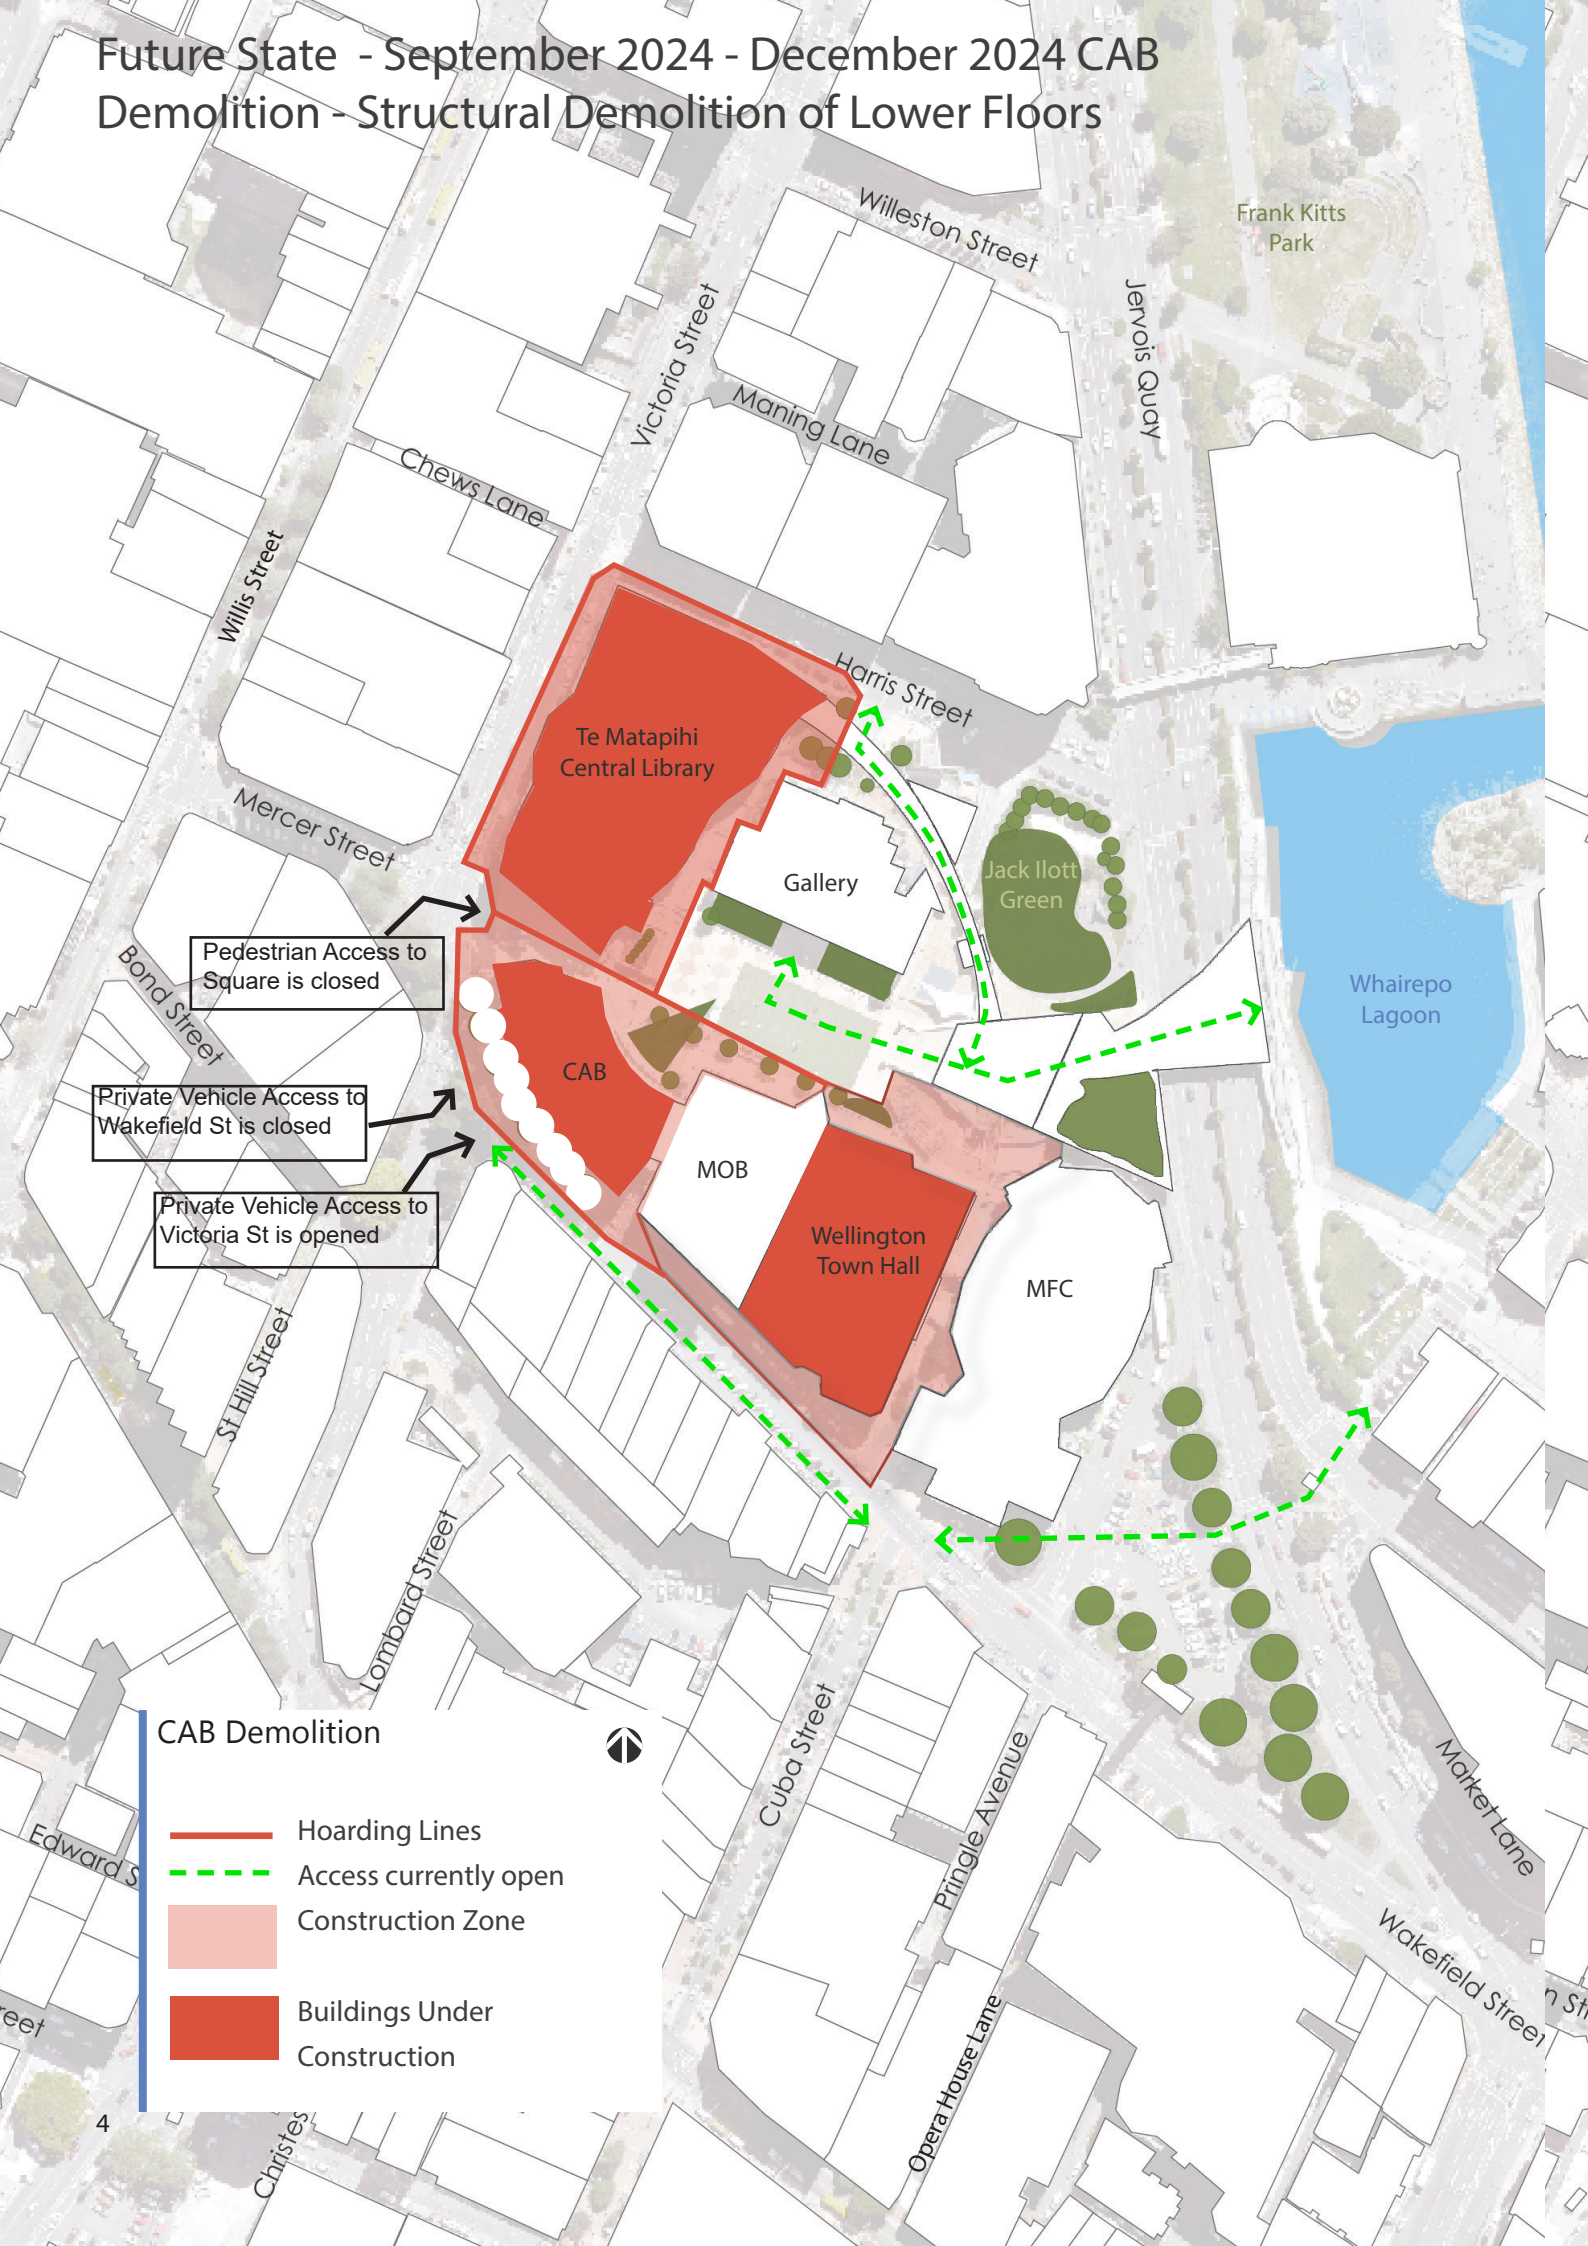 Future State - September 2024 - December 2024 CAB
Demolition - Structural Demolition of Lower Floors
Willeston Street
Frank Kitts
Park
Jervois Quay
Victoria Street
Maning Lane
Chews Lane
Willis Street
Harris Street
Te Matapihi
Central Library
Mercer Street
Gallery
Jack Ilott
Green
Pedestrian Access to
Square is closed
Bond Street
Whairepo
Lagoon
CAB
Private Vehicle Access to
Wakefield St is closed
MOB
Private Vehicle Access to
Victoria St is opened
Wellington
Town Hall
MFC
St Hill Street
Lombard Street
CAB Demolition
Cuba Street
Pringle Avenue
Market Lane
Hoarding Lines
Edward S
Access currently open
Construction Zone
Wakefield Street
n St
Buildings Under
Construction
reet
Opera House Lane
4
Christes